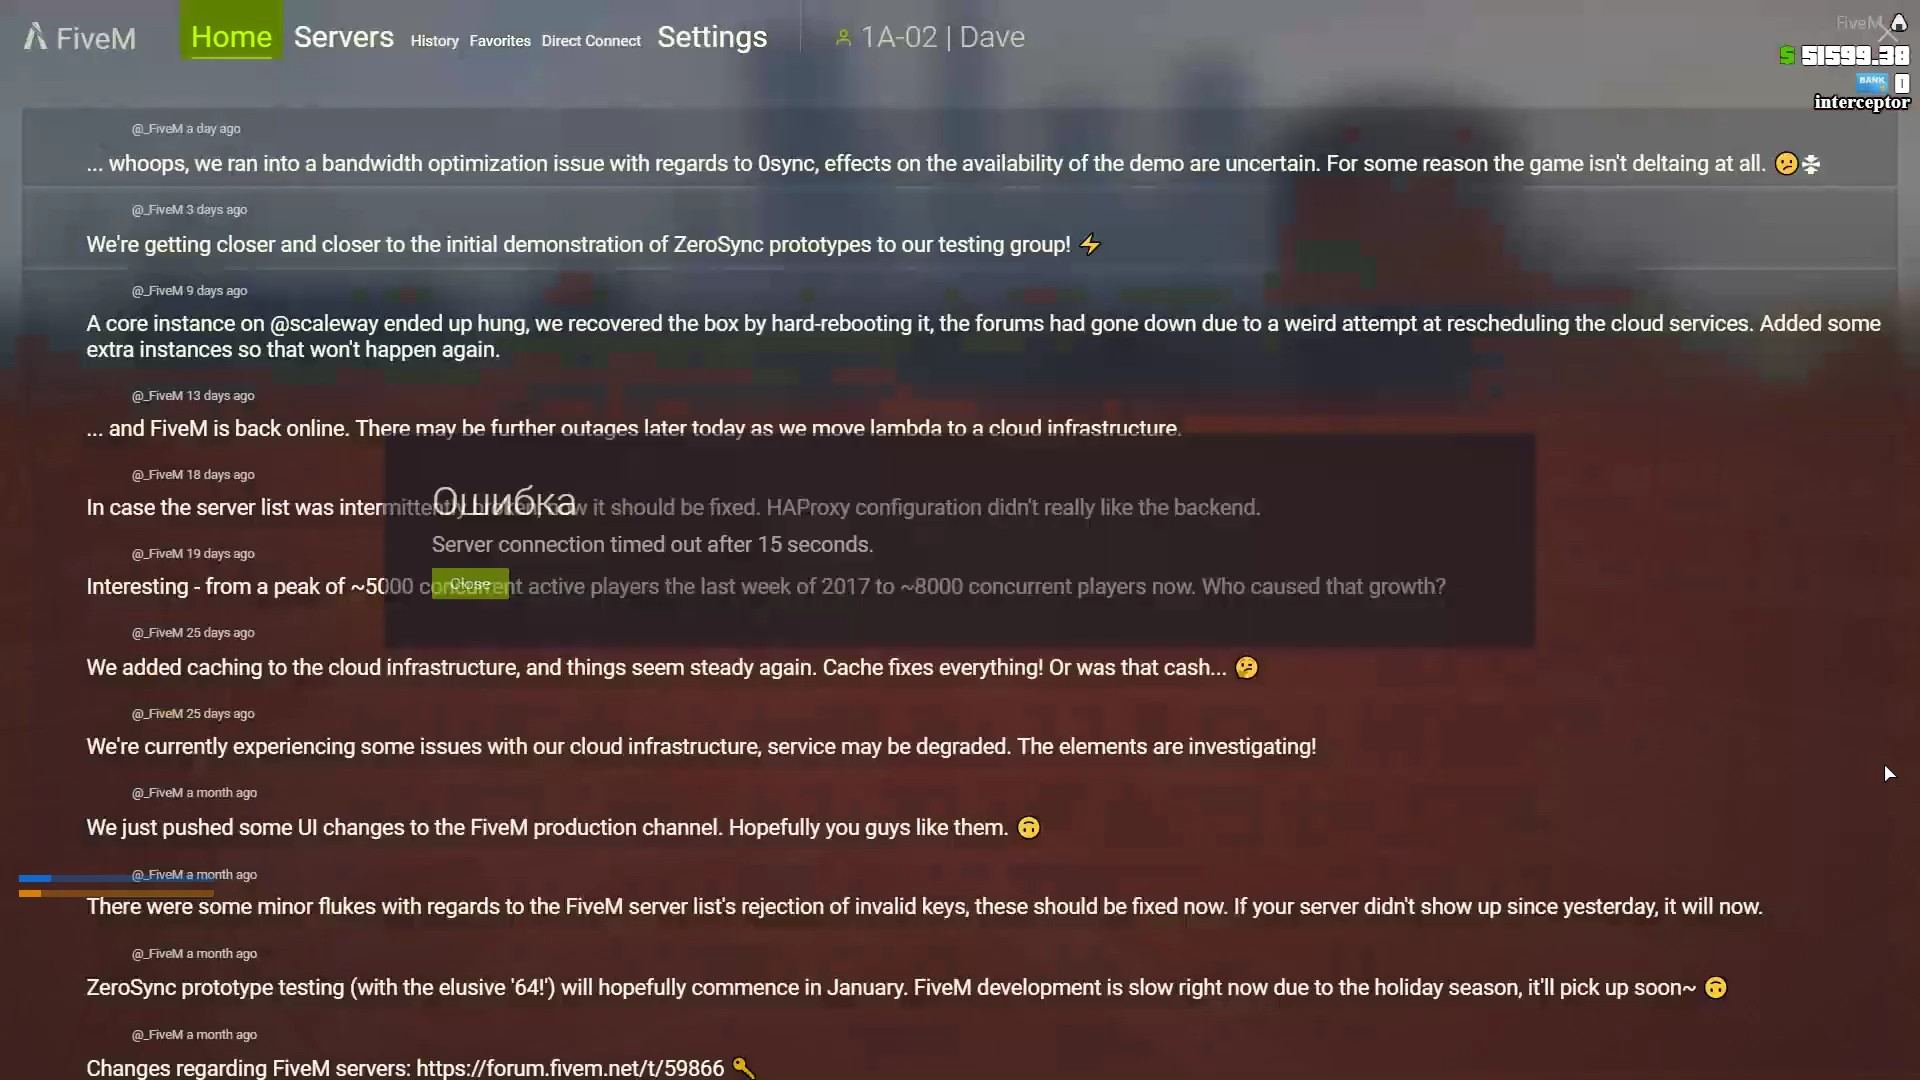 FiveM
Home Servers History Favorites Direct Connect Settings 1A-02 | Dave
FiveM
$ 51599.38
BANK 1
interceptor
@_FiveM a day ago
... whoops, we ran into a bandwidth optimization issue with regards to 0sync, effects on the availability of the demo are uncertain. For some reason the game isn't deltaing at all. 😕
@_FiveM 3 days ago
We're getting closer and closer to the initial demonstration of ZeroSync prototypes to our testing group! ⚡
@_FiveM 9 days ago
A core instance on @scaleway ended up hung, we recovered the box by hard-rebooting it, the forums had gone down due to a weird attempt at rescheduling the cloud services. Added some
extra instances so that won't happen again.
@_FiveM 13 days ago
... and FiveM is back online. There may be further outages later today as we move lambda to a cloud infrastructure.
@_FiveM 18 days ago
In case the server list was intermittently broken, now it should be fixed. HAProxy configuration didn't really like the backend.
Ошибка
Server connection timed out after 15 seconds.
Close
@_FiveM 19 days ago
Interesting - from a peak of ~5000 concurrent active players the last week of 2017 to ~8000 concurrent players now. Who caused that growth?
@_FiveM 25 days ago
We added caching to the cloud infrastructure, and things seem steady again. Cache fixes everything! Or was that cash... 🤔
@_FiveM 25 days ago
We're currently experiencing some issues with our cloud infrastructure, service may be degraded. The elements are investigating!
@_FiveM a month ago
We just pushed some UI changes to the FiveM production channel. Hopefully you guys like them. 🙃
@_FiveM a month ago
There were some minor flukes with regards to the FiveM server list's rejection of invalid keys, these should be fixed now. If your server didn't show up since yesterday, it will now.
@_FiveM a month ago
ZeroSync prototype testing (with the elusive '64!') will hopefully commence in January. FiveM development is slow right now due to the holiday season, it'll pick up soon~ 🙃
@_FiveM a month ago
Changes regarding FiveM servers: https://forum.fivem.net/t/59866 🔑